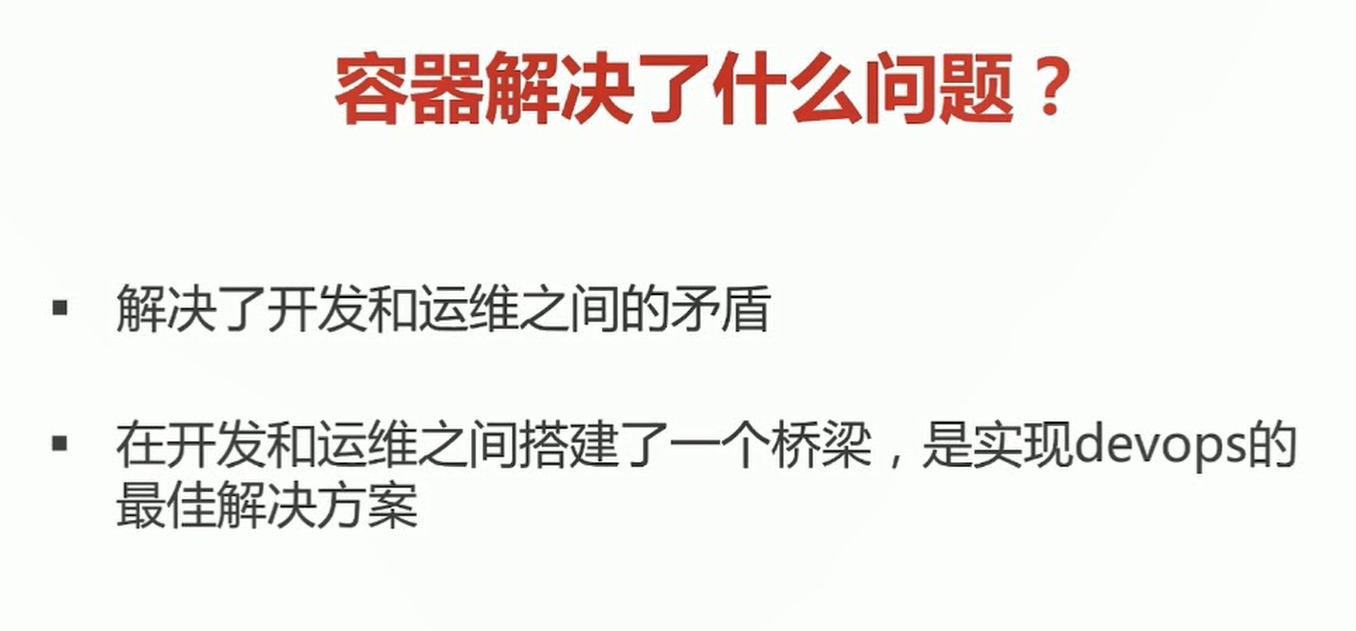 容器解决了什么问题？
▪ 解决了开发和运维之间的矛盾
▪ 在开发和运维之间搭建了一个桥梁，是实现devops的
最佳解决方案